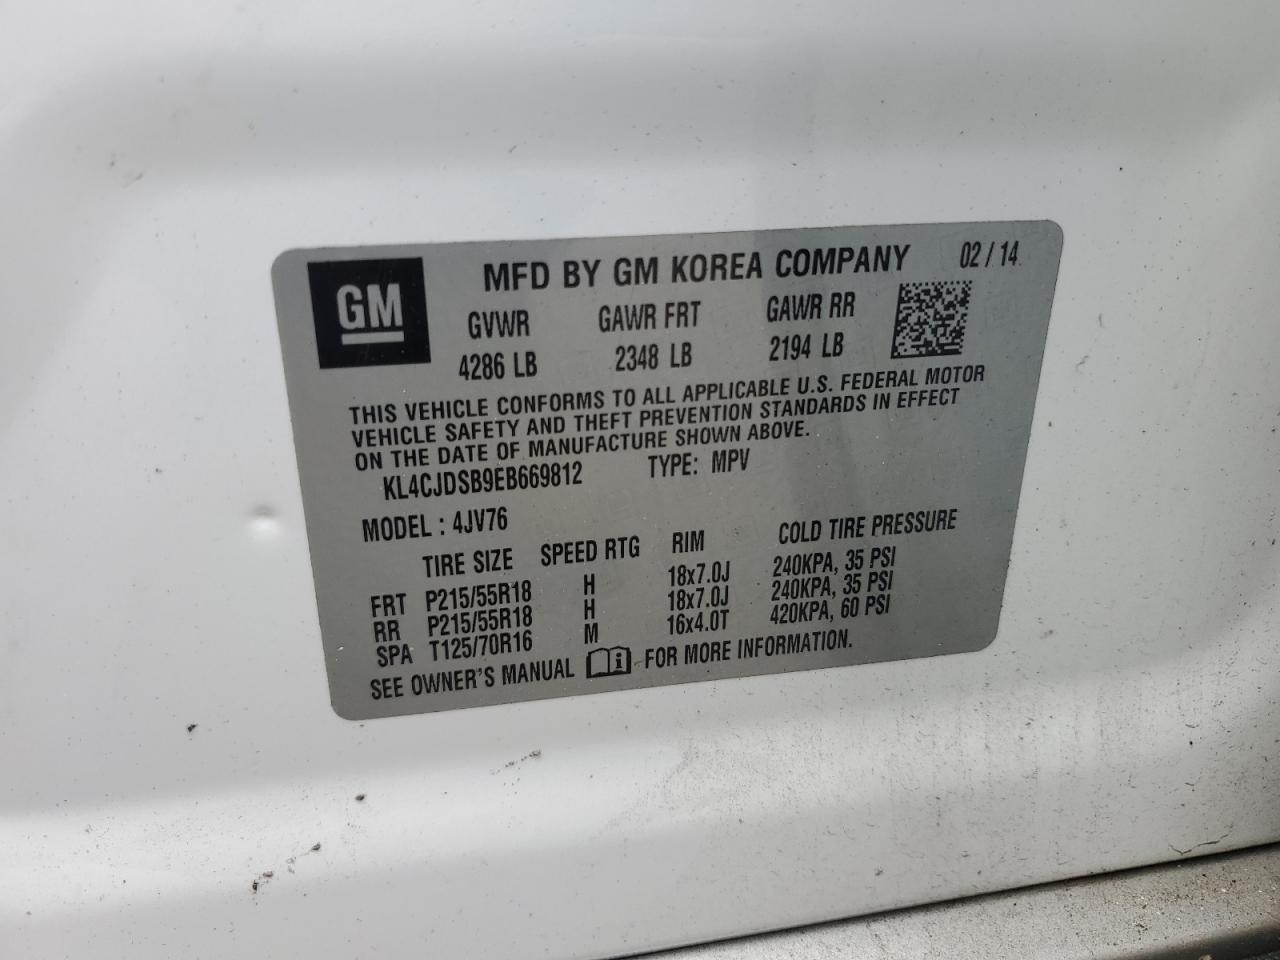 GM
MFD BY GM KOREA COMPANY 02/14
GVWR GAWR FRT GAWR RR
4286 LB 2348 LB 2194 LB
THIS VEHICLE CONFORMS TO ALL APPLICABLE U.S. FEDERAL MOTOR
VEHICLE SAFETY AND THEFT PREVENTION STANDARDS IN EFFECT
ON THE DATE OF MANUFACTURE SHOWN ABOVE.
KL4CJDSB9EB669812 TYPE: MPV
MODEL : 4JV76
TIRE SIZE SPEED RTG RIM COLD TIRE PRESSURE
FRT P215/55R18 H 18x7.0J 240KPA, 35 PSI
RR P215/55R18 H 18x7.0J 240KPA, 35 PSI
SPA T125/70R16 M 16x4.0T 420KPA, 60 PSI
SEE OWNER'S MANUAL i FOR MORE INFORMATION.